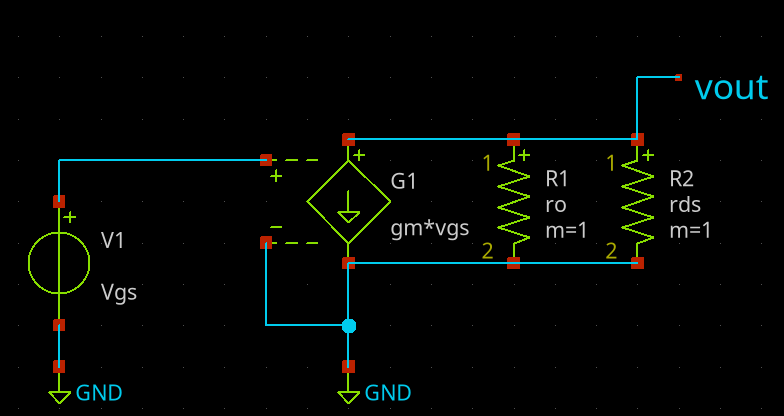 vout
+
+
1
+
1
+
G1
R1
R2
ro
rds
+
gm*vgs
m=1
m=1
V1
2
2
Vgs
GND
GND